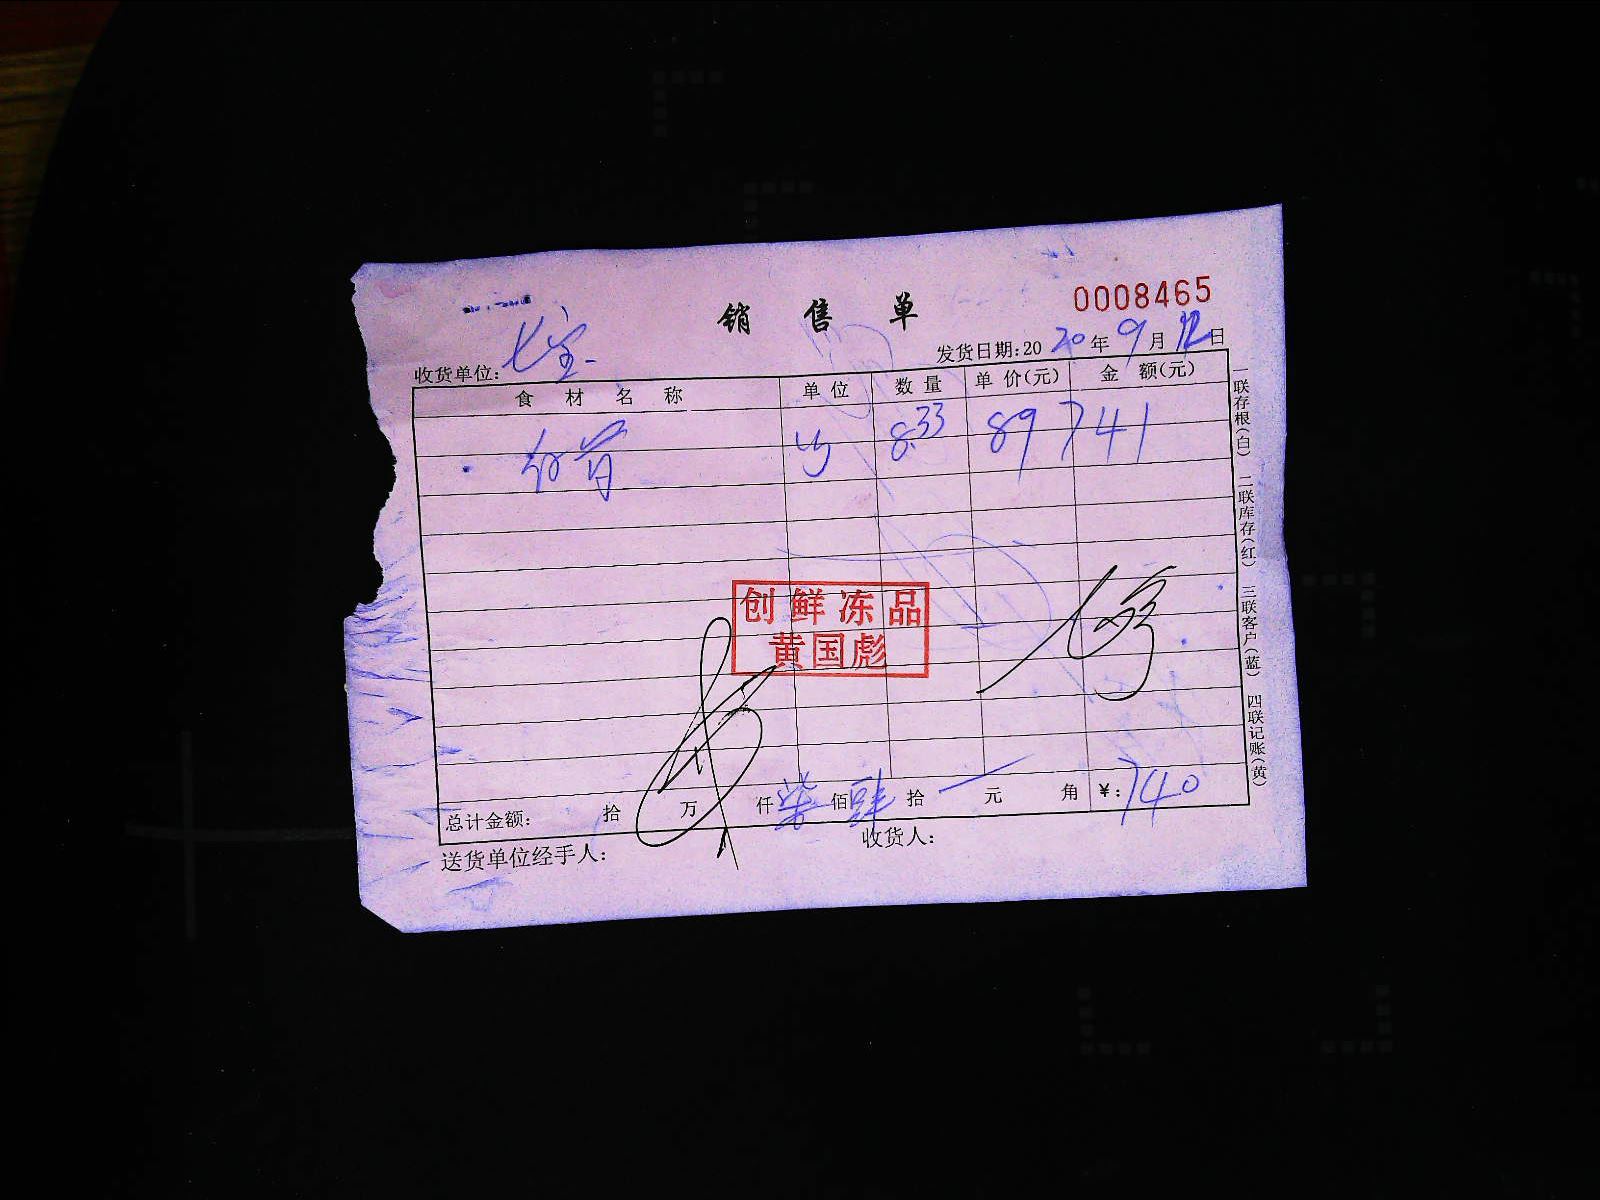 销售单
0008465
收货单位: 七宝
发货日期: 2020年9月12日
食材名称 单位 数量 单价(元) 金额(元)
8.33 89 741
创鲜冻品
黄国彪
总计金额: 拾 万 仟 柒 佰 肆 拾 元 角 ¥: 740
送货单位经手人: 收货人:
一联存根(白) 二联库存(红) 三联客户(蓝) 四联记账(黄)